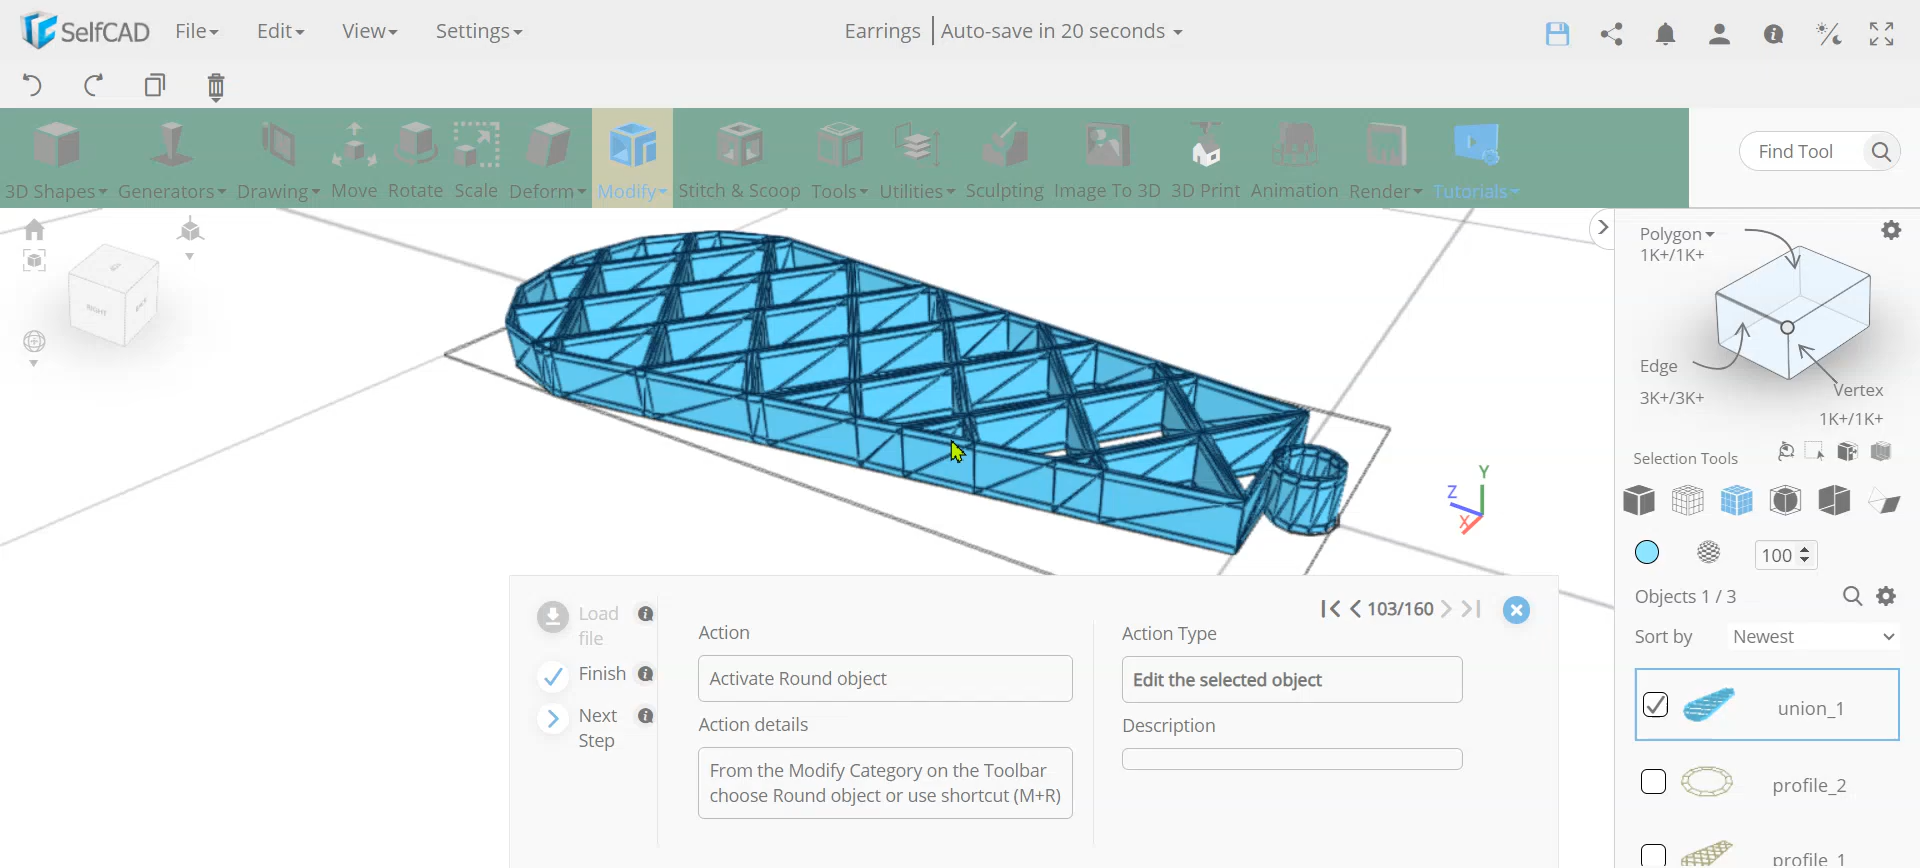 SelfCAD
File
Edit
View
Settings
Earrings
Auto-save in 20 seconds
3D Shapes
Generators
Drawing
Move
Rotate
Scale
Deform
Modify
Stitch & Scoop
Tools
Utilities
Sculpting
Image To 3D
3D Print
Animation
Render
Tutorials
Find Tool
RIGHT
Z
Y
X
Polygon
1K+/1K+
Edge
3K+/3K+
Vertex
1K+/1K+
Selection Tools
100
Objects 1 / 3
Sort by
Newest
union_1
profile_2
profile_1
Load
file
Finish
Next
Step
103/160
Action
Activate Round object
Action details
From the Modify Category on the Toolbar
choose Round object or use shortcut (M+R)
Action Type
Edit the selected object
Description